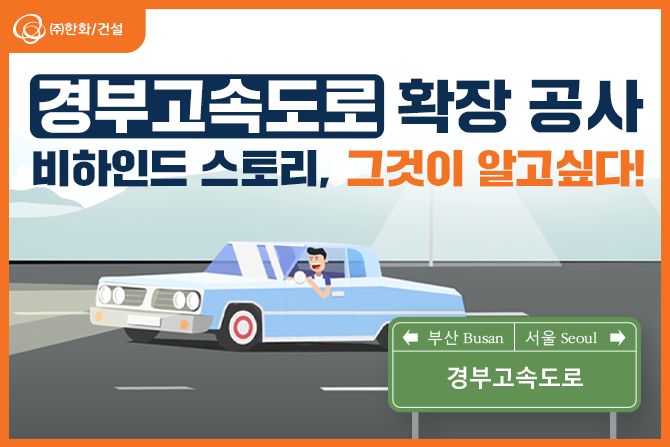 ㈜한화/건설
경부고속도로 확장 공사
비하인드 스토리, 그것이 알고싶다!
부산 Busan 서울 Seoul
경부고속도로